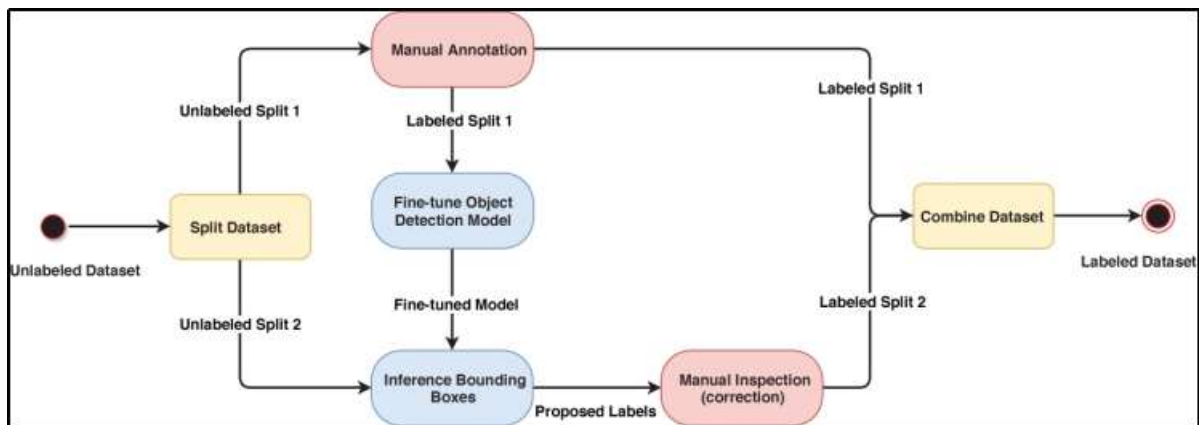 Manual Annotation
Unlabeled Split 1
Labeled Split 1
Labeled Split 1
Fine-tune Object
Detection Model
Split Dataset
Combine Dataset
Unlabeled Dataset
Labeled Dataset
Fine-tuned Model
Unlabeled Split 2
Labeled Split 2
Inference Bounding
Boxes
Proposed Labels
Manual Inspection
(correction)